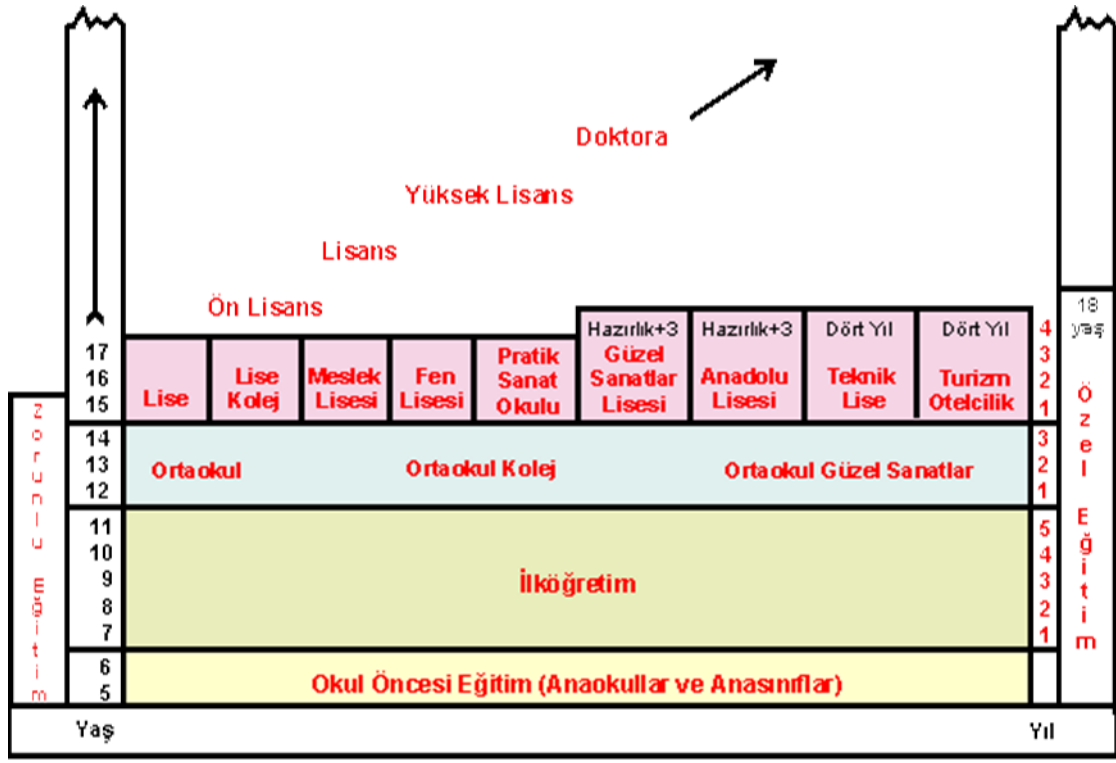 Doktora
Yüksek Lisans
Lisans
Ön Lisans
17
16
15
Lise
Lise
Kolej
Meslek
Lisesi
Fen
Lisesi
Pratik
Sanat
Okulu
Hazırlık+3
Güzel
Sanatlar
Lisesi
Hazırlık+3
Anadolu
Lisesi
Dört Yıl
Teknik
Lise
Dört Yıl
Turizm
Otelcilik
4
3
2
1
18
yaş
Özel Eğitim
zorunlu Eğitim
14
13
12
Ortaokul
Ortaokul Kolej
Ortaokul Güzel Sanatlar
3
2
1
11
10
9
8
7
İlköğretim
5
4
3
2
1
6
5
Okul Öncesi Eğitim (Anaokullar ve Anasınıflar)
Yaş
Yıl